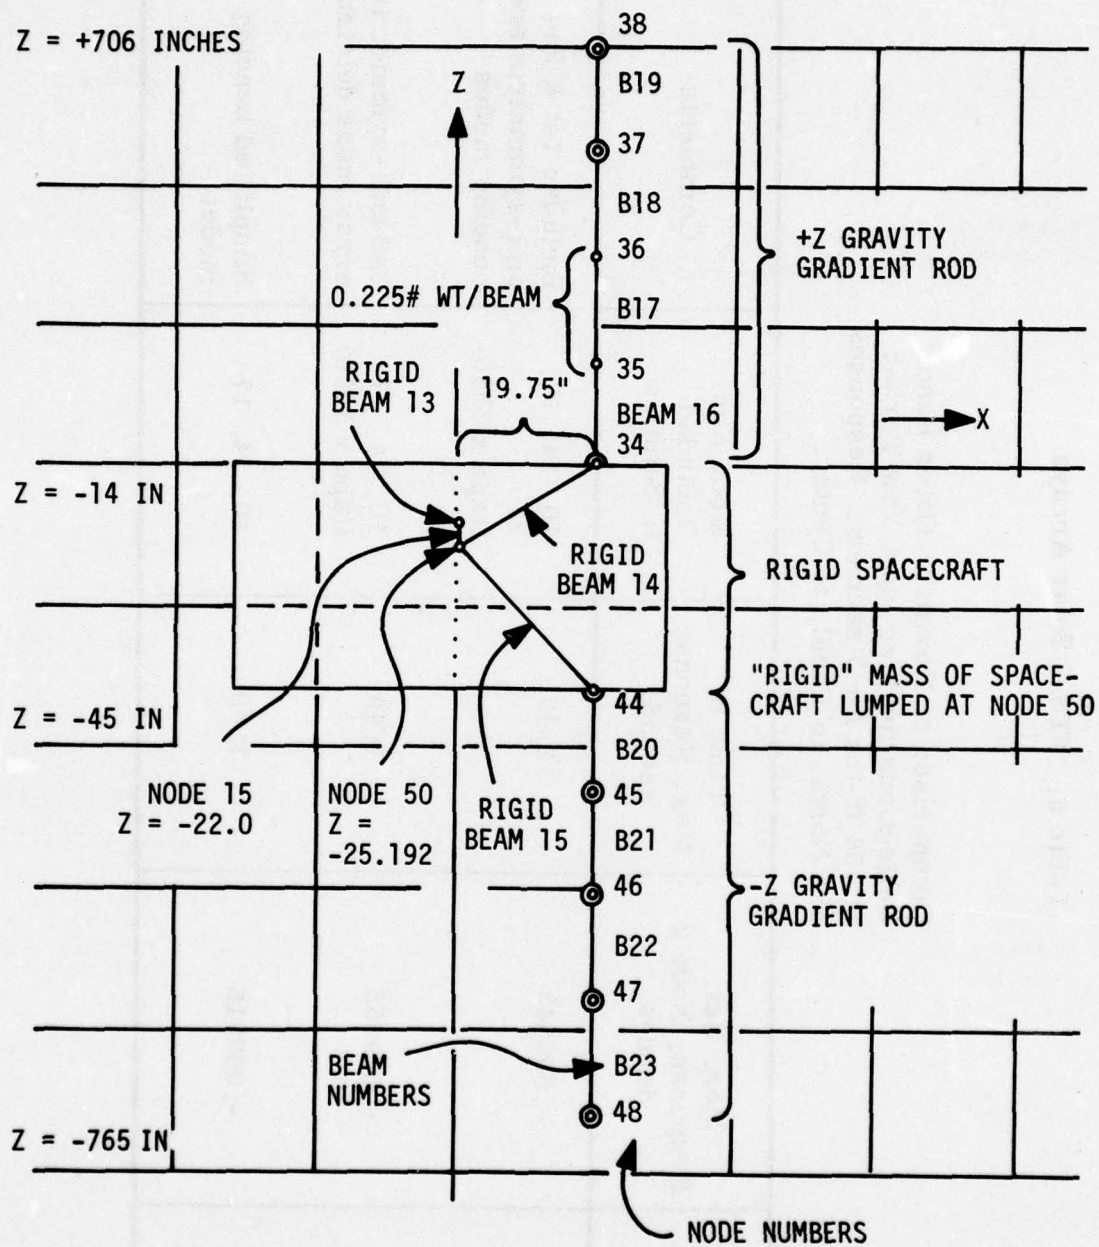 38
Z = +706 INCHES
B19
Z
37
B18
36
+Z GRAVITY
GRADIENT ROD
0.225# WT/BEAM
B17
35
RIGID
BEAM 13
19.75"
BEAM 16
X
34
Z = -14 IN
RIGID
BEAM 14
RIGID SPACECRAFT
"RIGID" MASS OF SPACE-
CRAFT LUMPED AT NODE 50
44
Z = -45 IN
B20
NODE 15
Z = -22.0
NODE 50
Z =
-25.192
RIGID
BEAM 15
45
B21
46
-Z GRAVITY
GRADIENT ROD
B22
47
BEAM
NUMBERS
B23
48
Z = -765 IN
NODE NUMBERS